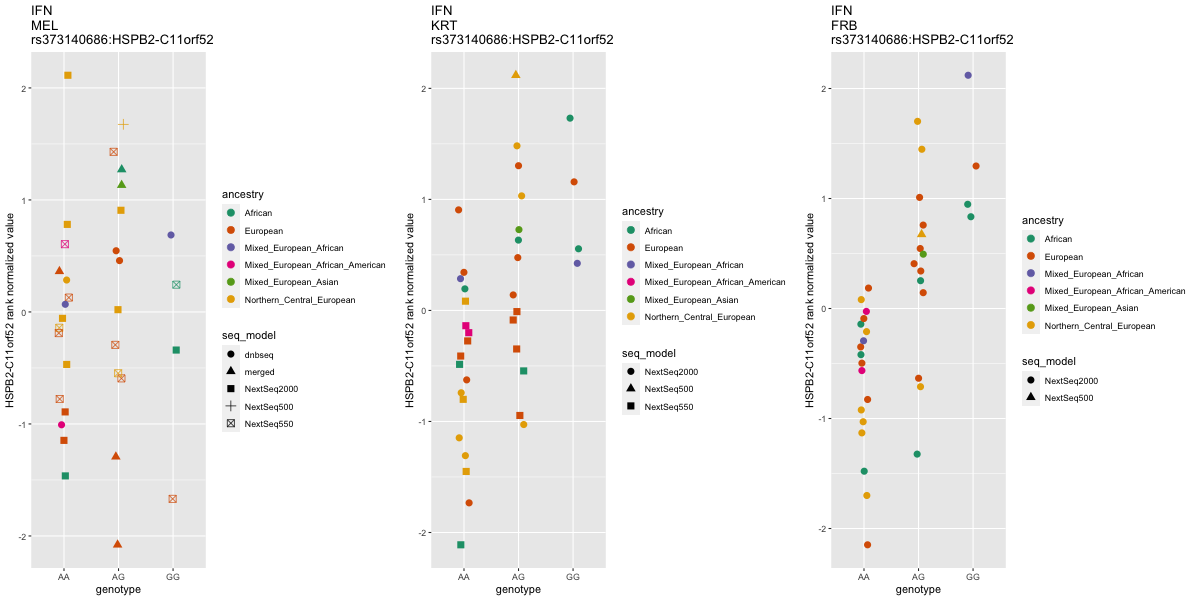 IFN
MEL
rs373140686:HSPB2-C11orf52
HSPB2-C11orf52 rank normalized value
2
1
0
-1
-2
AA AG GG
genotype
ancestry
African
European
Mixed_European_African
Mixed_European_African_American
Mixed_European_Asian
Northern_Central_European
seq_model
dnbseq
merged
NextSeq2000
NextSeq500
NextSeq550
IFN
KRT
rs373140686:HSPB2-C11orf52
HSPB2-C11orf52 rank normalized value
2
1
0
-1
-2
AA AG GG
genotype
ancestry
African
European
Mixed_European_African
Mixed_European_African_American
Mixed_European_Asian
Northern_Central_European
seq_model
NextSeq2000
NextSeq500
NextSeq550
IFN
FRB
rs373140686:HSPB2-C11orf52
HSPB2-C11orf52 rank normalized value
2
1
0
-1
-2
AA AG GG
genotype
ancestry
African
European
Mixed_European_African
Mixed_European_African_American
Mixed_European_Asian
Northern_Central_European
seq_model
NextSeq2000
NextSeq500